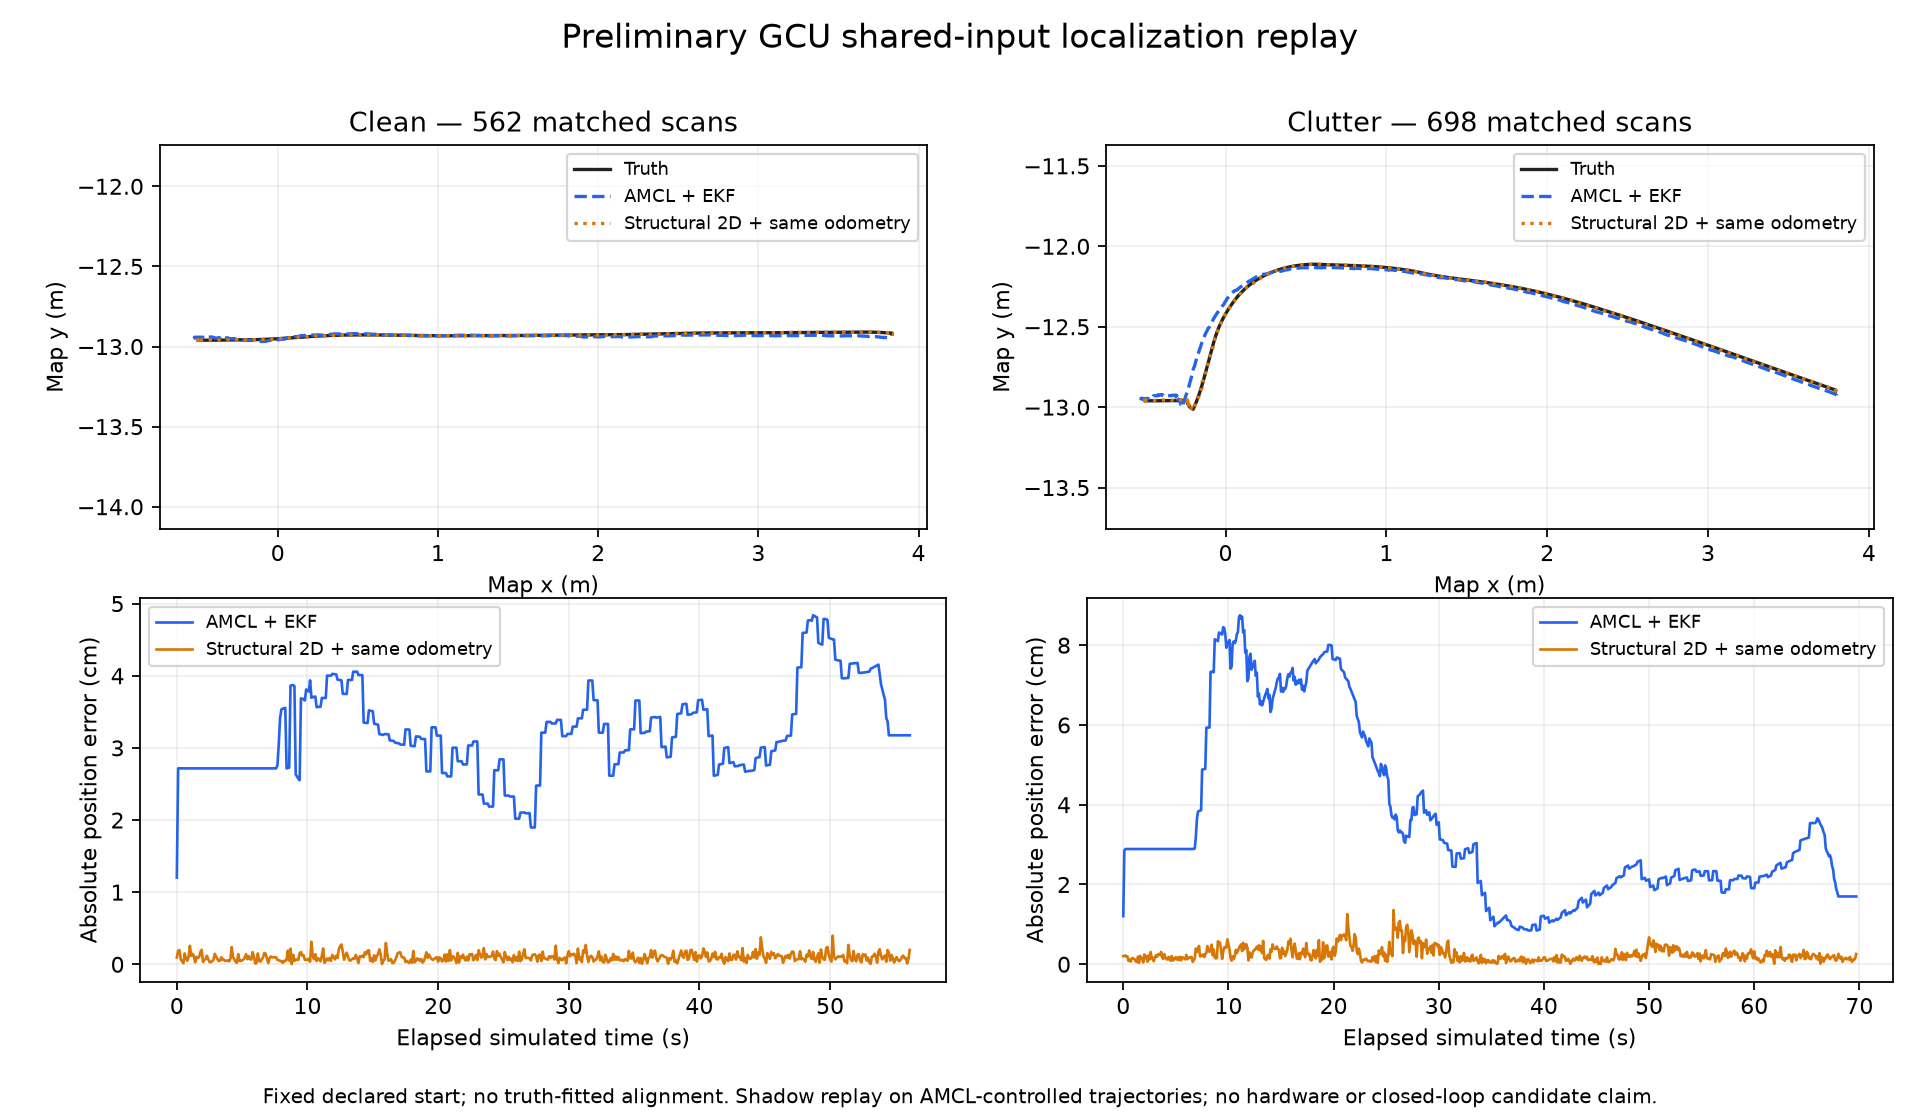 Preliminary GCU shared-input localization replay
Clean — 562 matched scans
Truth
AMCL + EKF
Structural 2D + same odometry
Map y (m)
−12.0
−12.5
−13.0
−13.5
−14.0
0
1
2
3
4
Map x (m)
Clutter — 698 matched scans
Truth
AMCL + EKF
Structural 2D + same odometry
Map y (m)
−11.5
−12.0
−12.5
−13.0
−13.5
0
1
2
3
4
Map x (m)
AMCL + EKF
Structural 2D + same odometry
Absolute position error (cm)
5
4
3
2
1
0
0
10
20
30
40
50
Elapsed simulated time (s)
AMCL + EKF
Structural 2D + same odometry
Absolute position error (cm)
8
6
4
2
0
0
10
20
30
40
50
60
70
Elapsed simulated time (s)
Fixed declared start; no truth-fitted alignment. Shadow replay on AMCL-controlled trajectories; no hardware or closed-loop candidate claim.